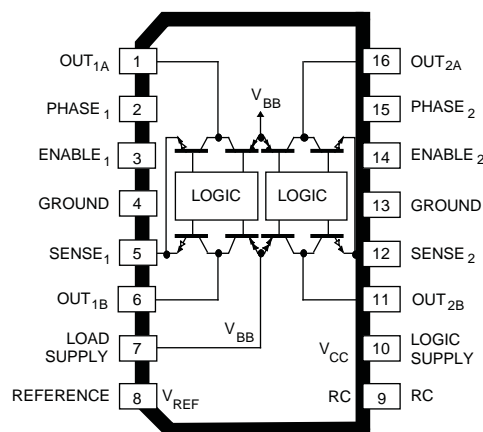 OUT1A 1 16 OUT2A
PHASE1 2 VBB 15 PHASE2
ENABLE1 3 14 ENABLE2
LOGIC LOGIC
GROUND 4 13 GROUND
SENSE1 5 12 SENSE2
OUT1B 6 11 OUT2B
LOAD SUPPLY 7 VBB VCC 10 LOGIC SUPPLY
REFERENCE 8 VREF RC 9 RC